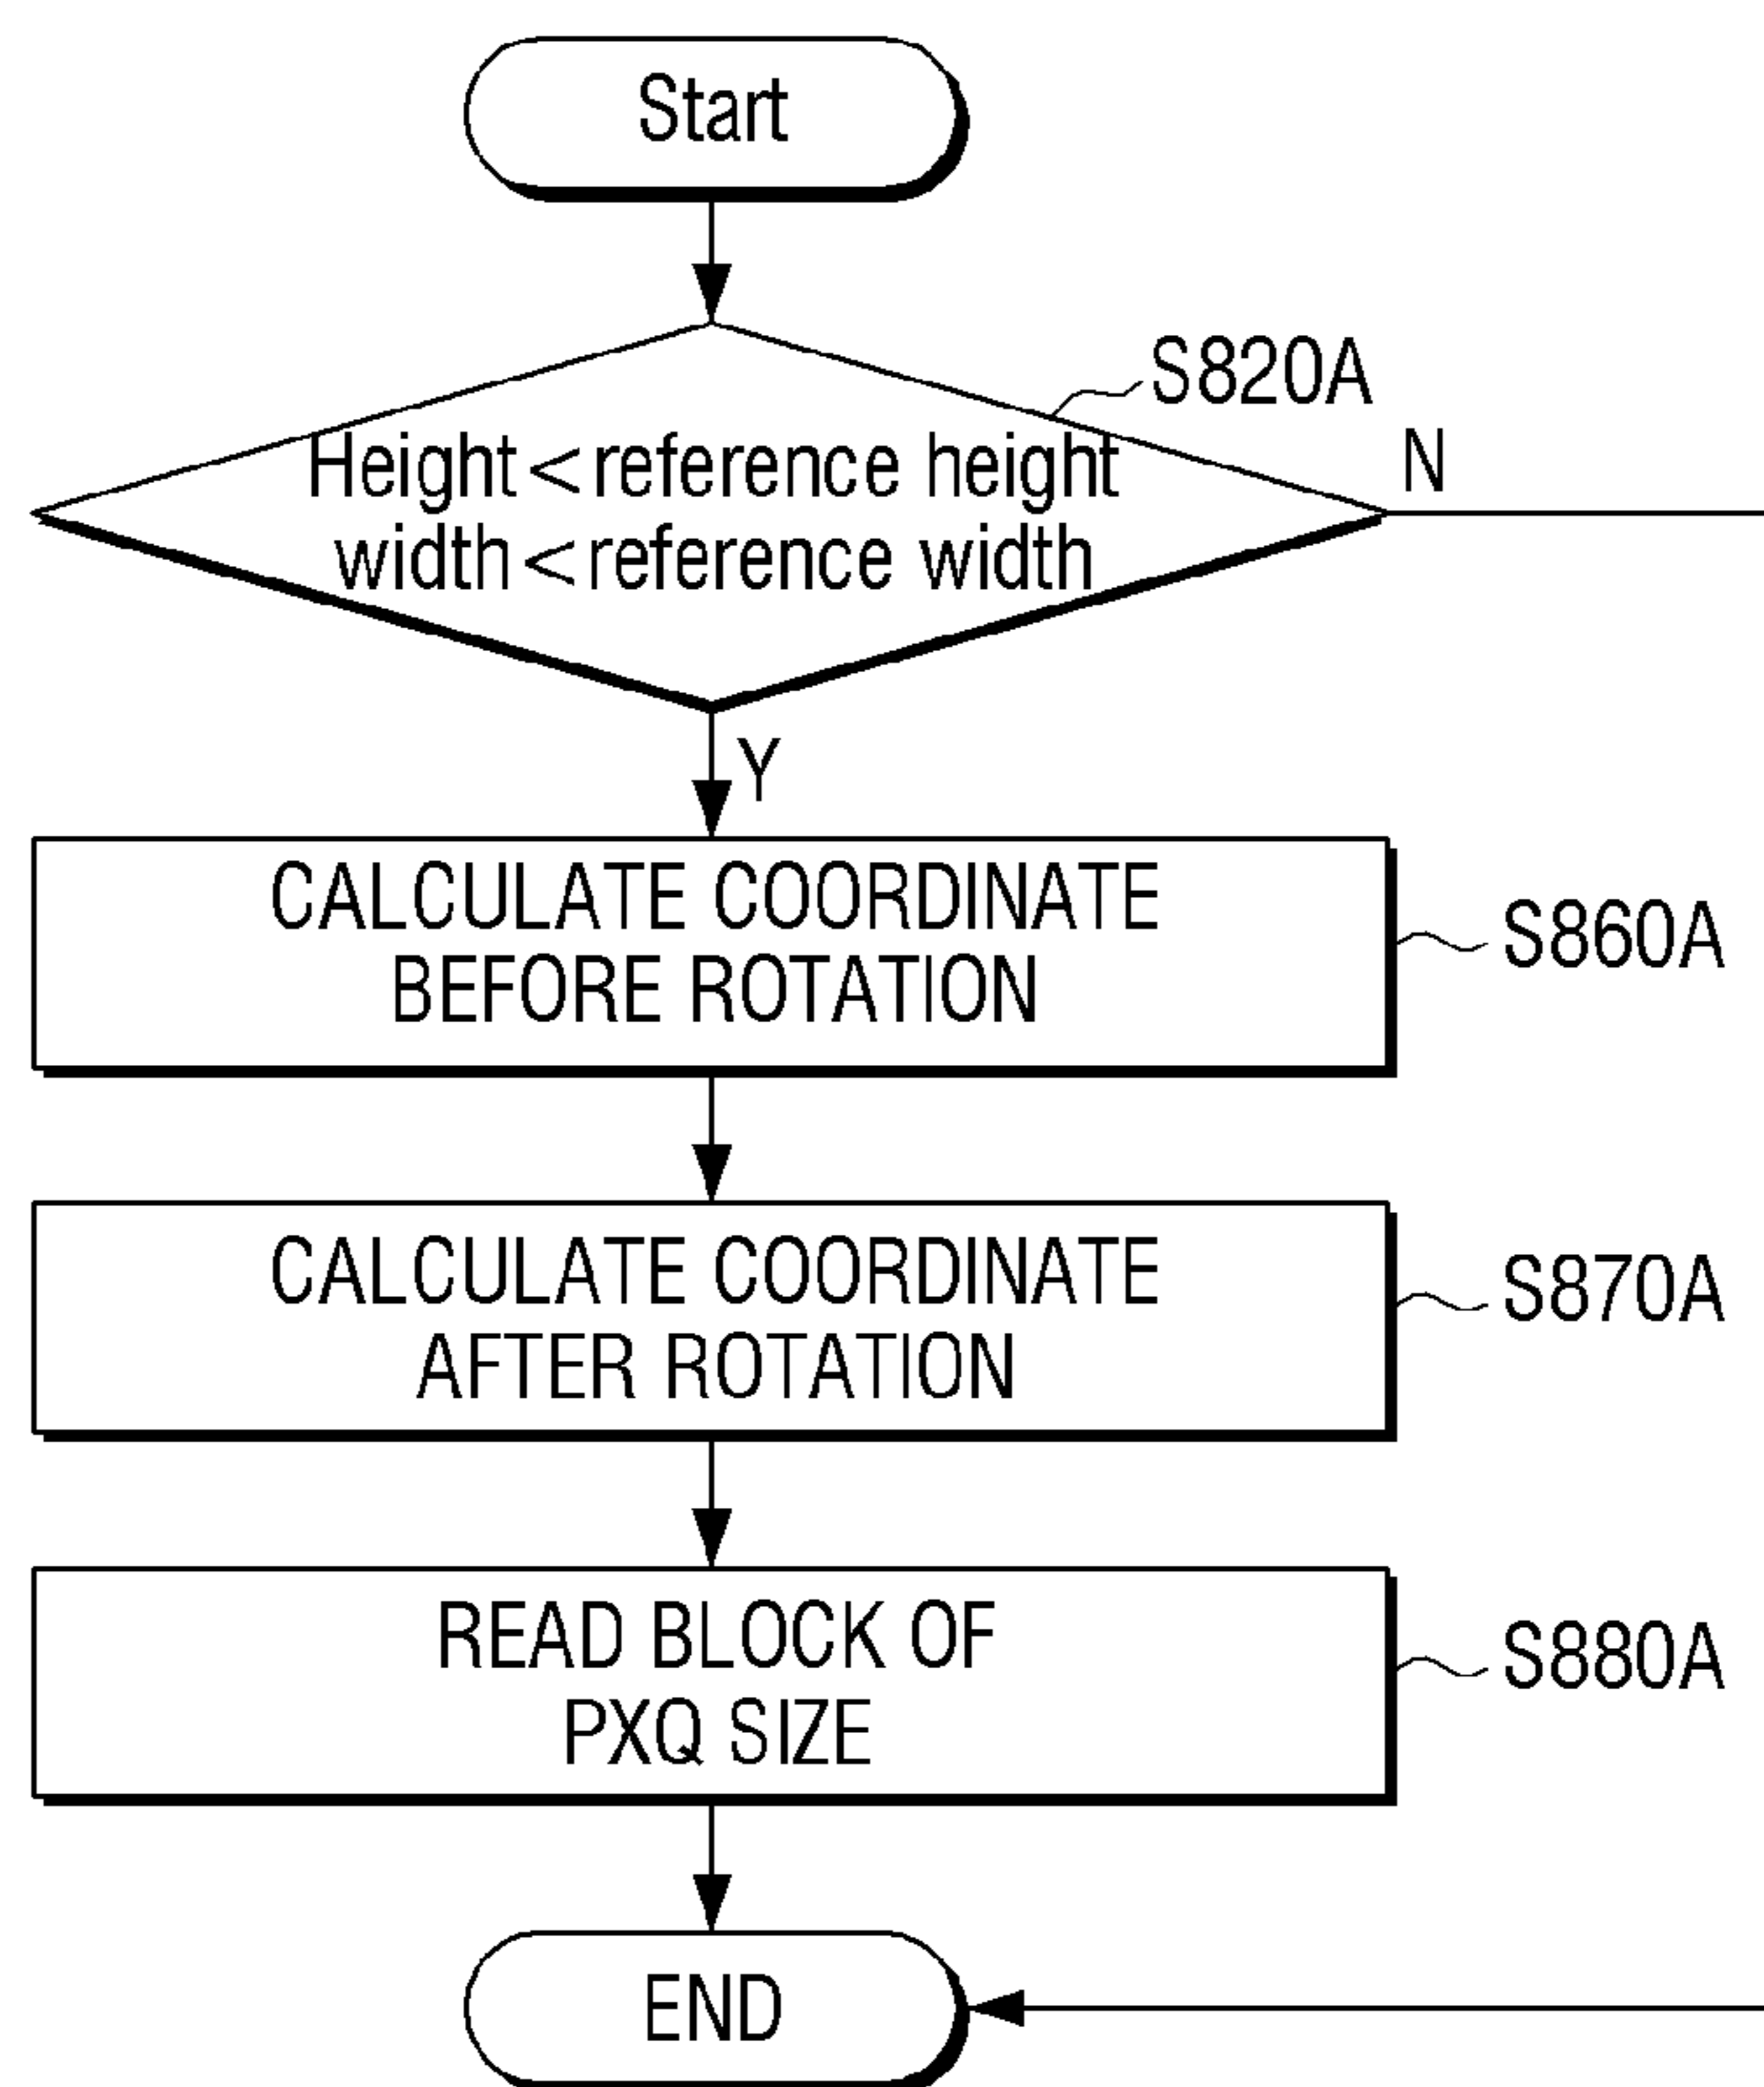 Start
S820A
Height<reference height
width<reference width
N
Y
CALCULATE COORDINATE
BEFORE ROTATION
S860A
CALCULATE COORDINATE
AFTER ROTATION
S870A
READ BLOCK OF
PXQ SIZE
S880A
END